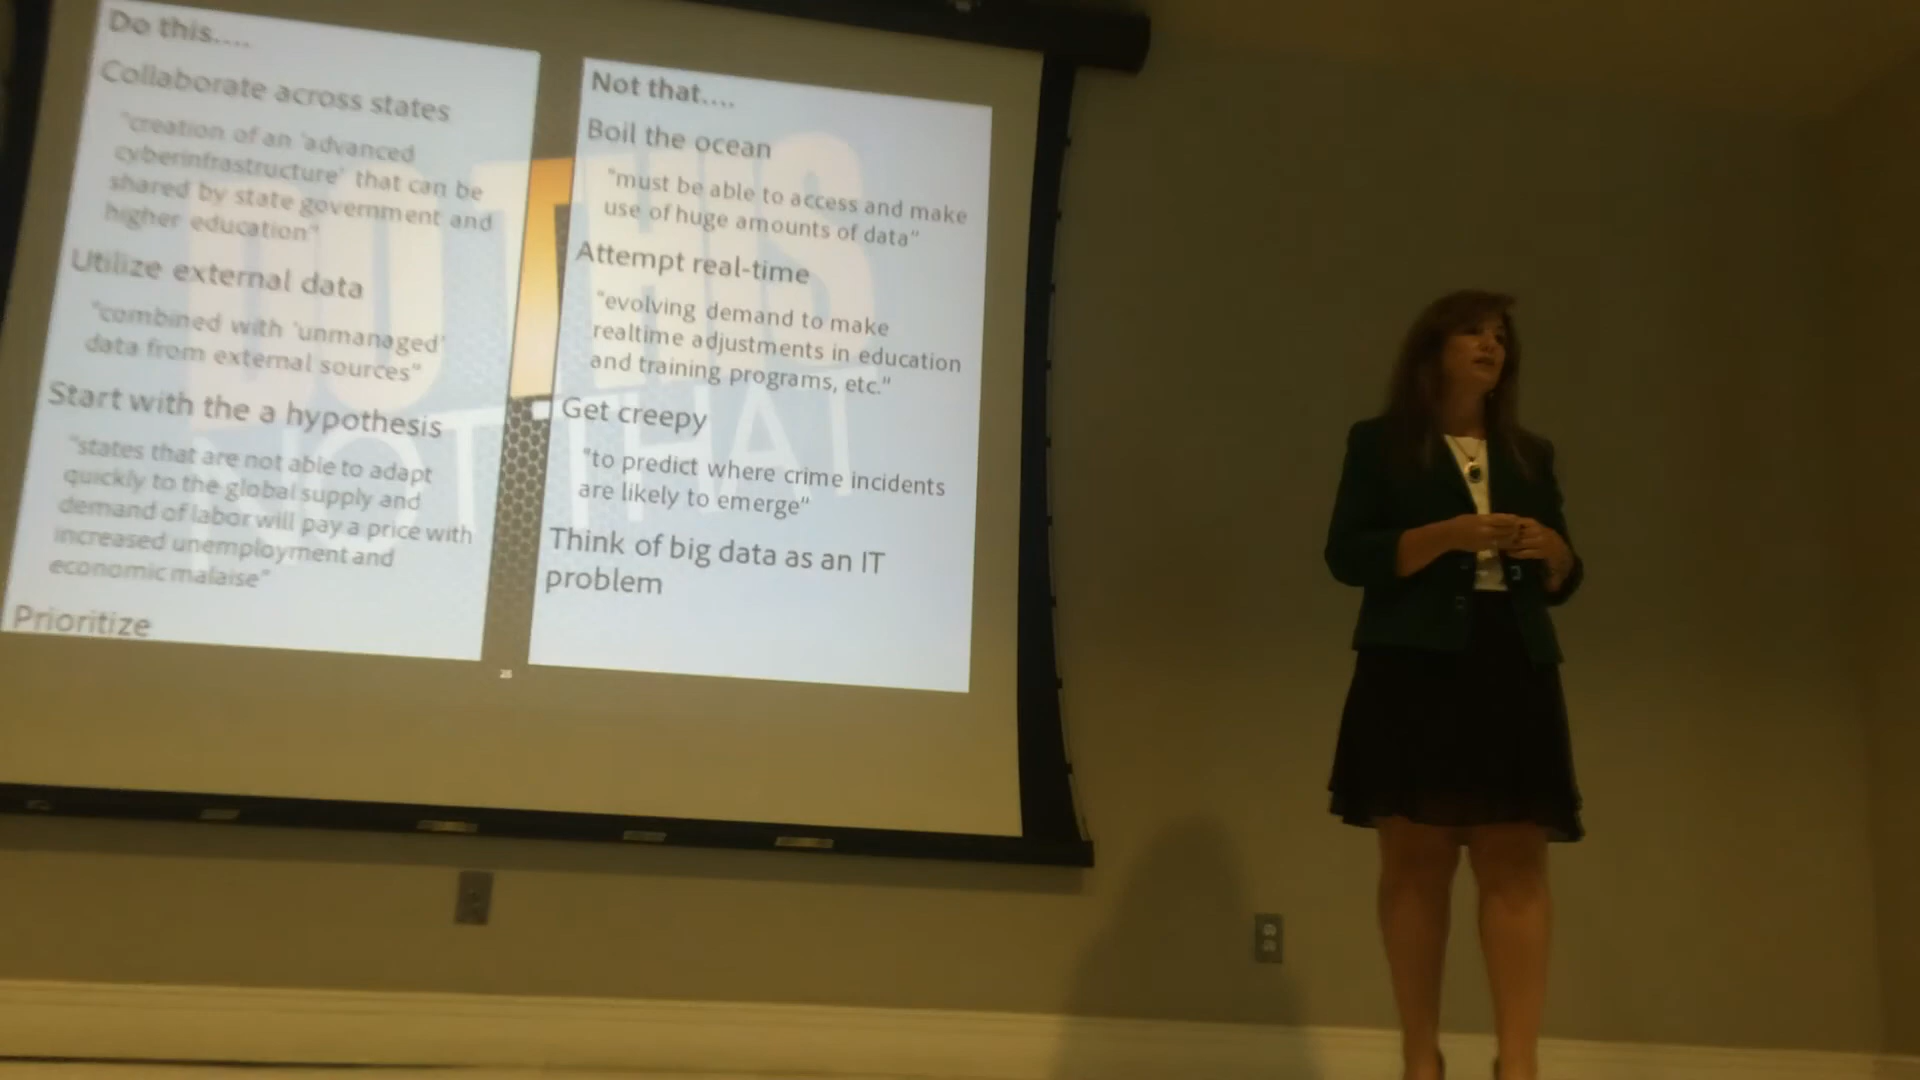 Do this....
Collaborate across states
"creation of an 'advanced
cyberinfrastructure' that can be
shared by state government and
higher education"
Utilize external data
"combined with 'unmanaged'
data from external sources"
Start with the a hypothesis
"states that are not able to adapt
quickly to the global supply and
demand of labor will pay a price with
increased unemployment and
economic malaise"
Prioritize
Not that....
Boil the ocean
"must be able to access and make
use of huge amounts of data"
Attempt real-time
"evolving demand to make
realtime adjustments in education
and training programs, etc."
Get creepy
"to predict where crime incidents
are likely to emerge"
Think of big data as an IT
problem
DO THIS
NOT THAT